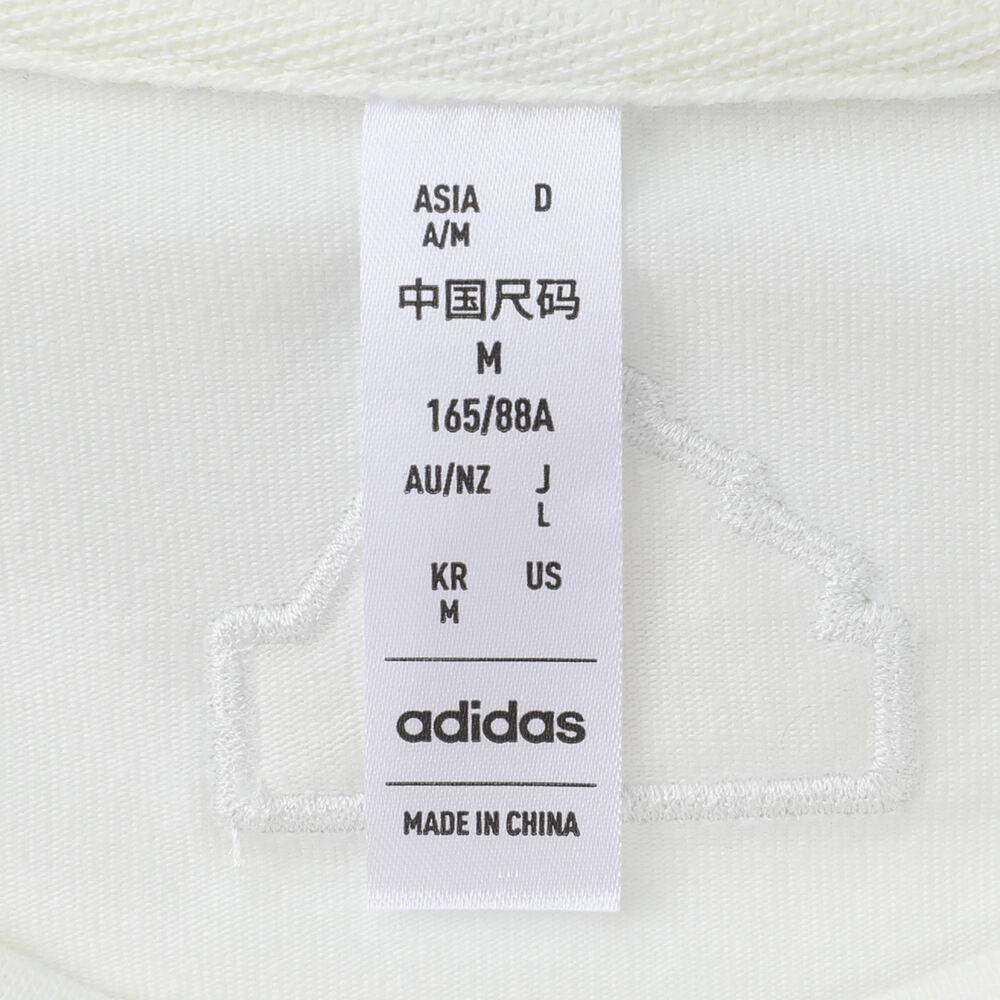 ASIA D
A/M
中国尺码
M
165/88A
AU/NZ J
L
KR US
M
adidas
MADE IN CHINA